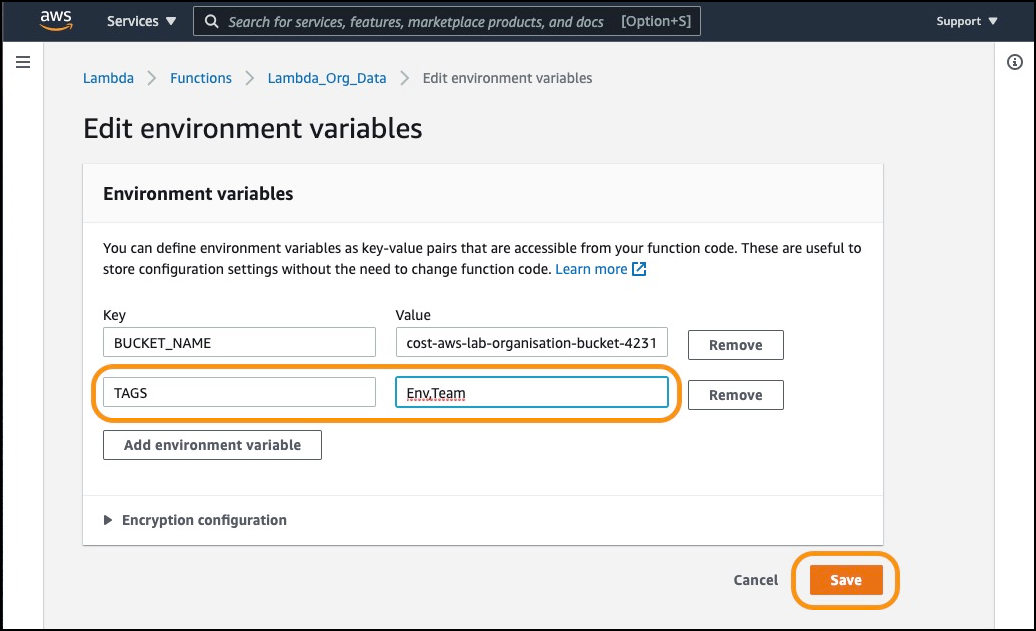 aws Services Search for services, features, marketplace products, and docs [Option+S] Support
Lambda Functions Lambda_Org_Data Edit environment variables
Edit environment variables
Environment variables
You can define environment variables as key-value pairs that are accessible from your function code. These are useful to
store configuration settings without the need to change function code. Learn more
Key Value
BUCKET_NAME cost-aws-lab-organisation-bucket-4231 Remove
TAGS Env,Team Remove
Add environment variable
Encryption configuration
Cancel Save